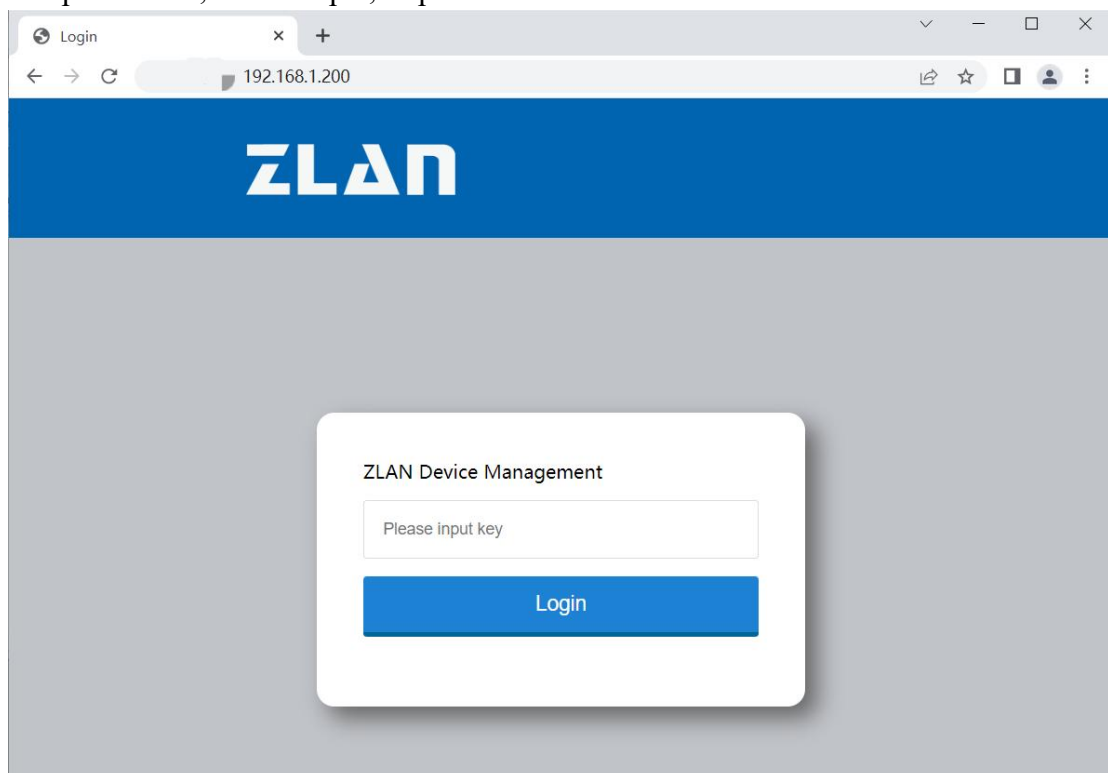 Login
192.168.1.200
ZLAN
ZLAN Device Management
Please input key
Login